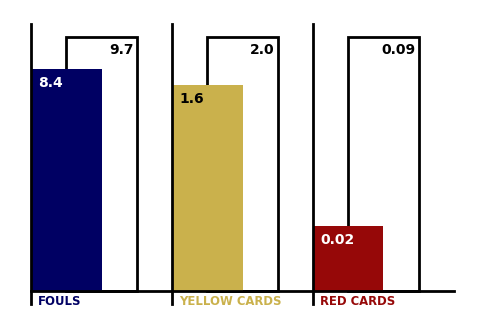 9.7
8.4
FOULS
2.0
1.6
YELLOW CARDS
0.09
0.02
RED CARDS